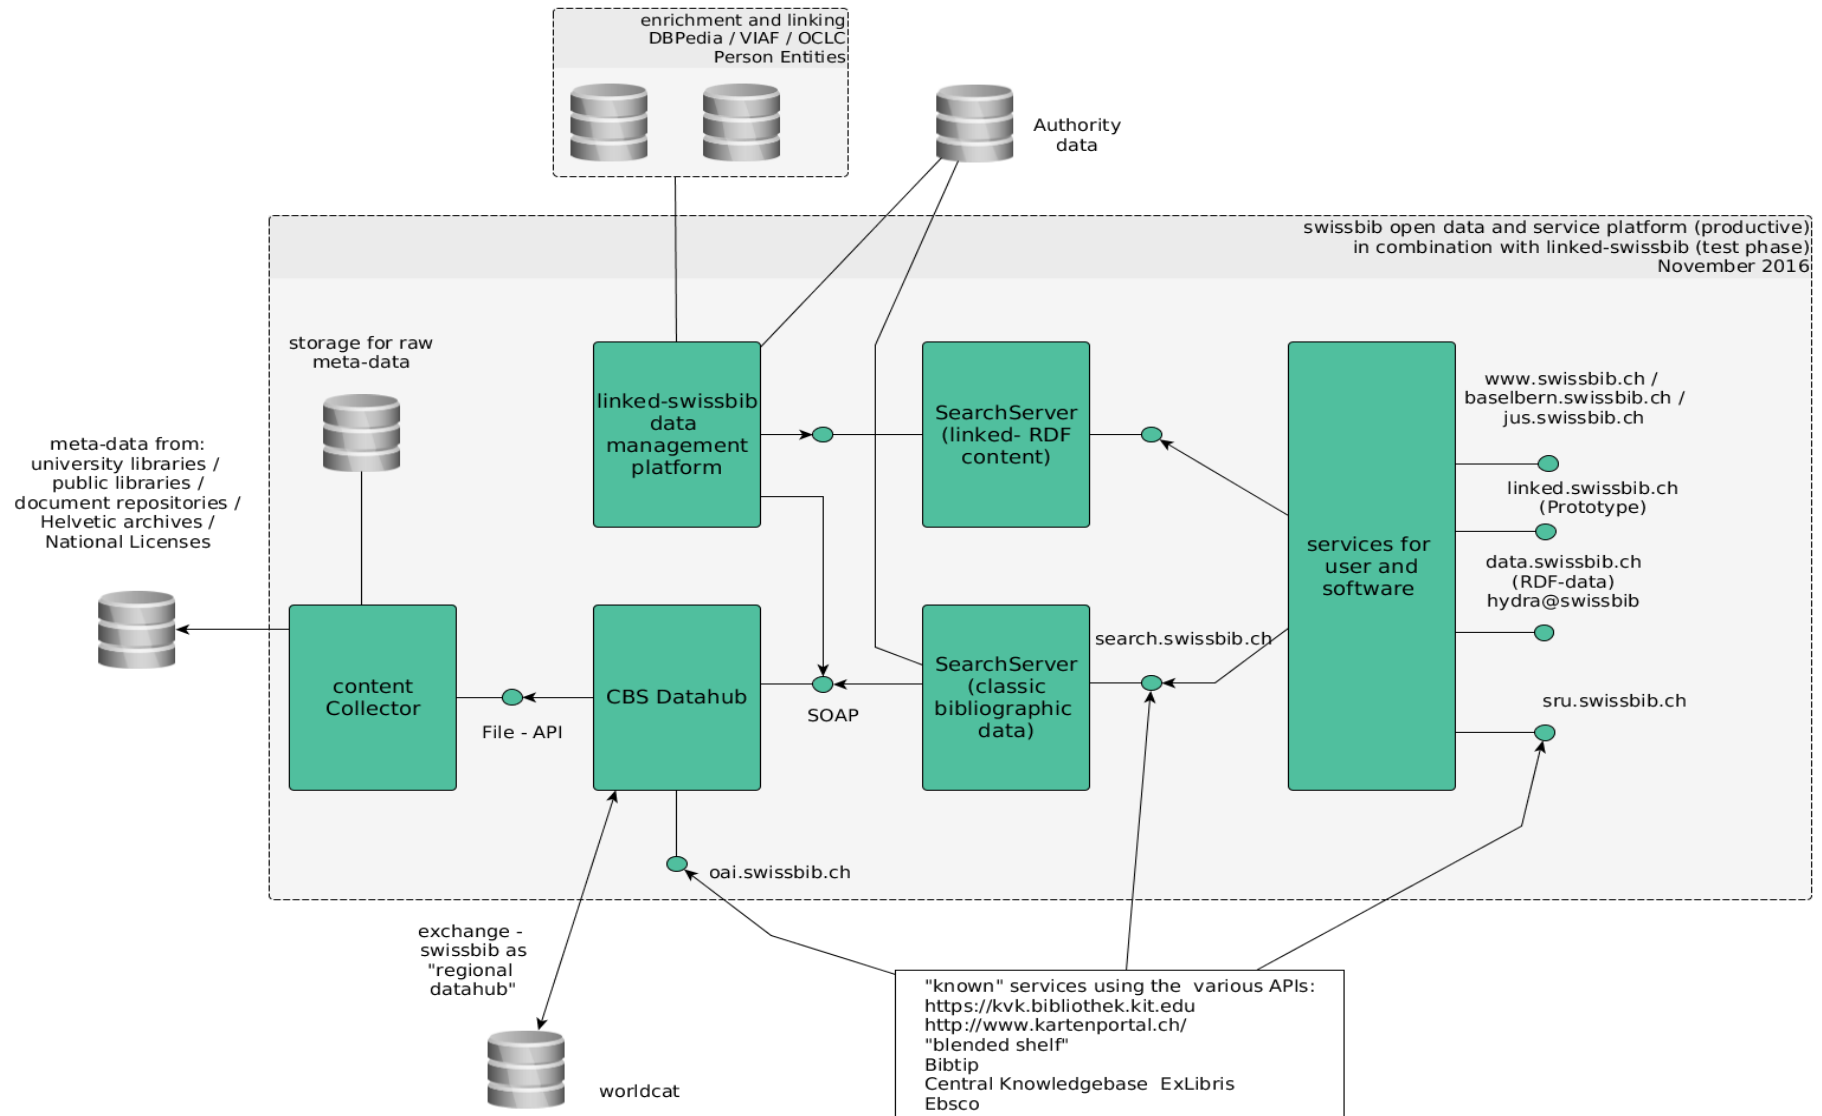 enrichment and linking
DBPedia / VIAF / OCLC
Person Entities
Authority
data
swissbib open data and service platform (productive)
in combination with linked-swissbib (test phase)
November 2016
storage for raw
meta-data
meta-data from:
university libraries /
public libraries /
document repositories /
Helvetic archives /
National Licenses
linked-swissbib
data
management
platform
SearchServer
(linked- RDF
content)
services for
user and
software
www.swissbib.ch /
baselbern.swissbib.ch /
jus.swissbib.ch
linked.swissbib.ch
(Prototype)
data.swissbib.ch
(RDF-data)
hydra@swissbib
sru.swissbib.ch
content
Collector
File - API
CBS Datahub
SOAP
SearchServer
(classic
bibliographic
data)
search.swissbib.ch
oai.swissbib.ch
exchange -
swissbib as
"regional
datahub"
worldcat
"known" services using the  various APIs:
https://kvk.bibliothek.kit.edu
http://www.kartenportal.ch/
"blended shelf"
Bibtip
Central Knowledgebase  ExLibris
Ebsco